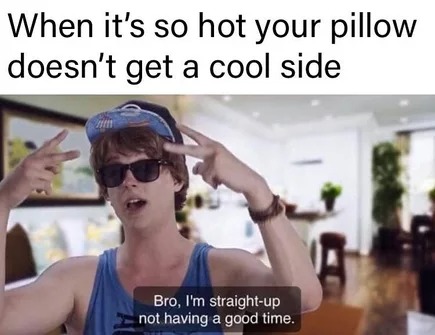 When it’s so hot your pillow
doesn’t get a cool side
Bro, I'm straight-up
not having a good time.